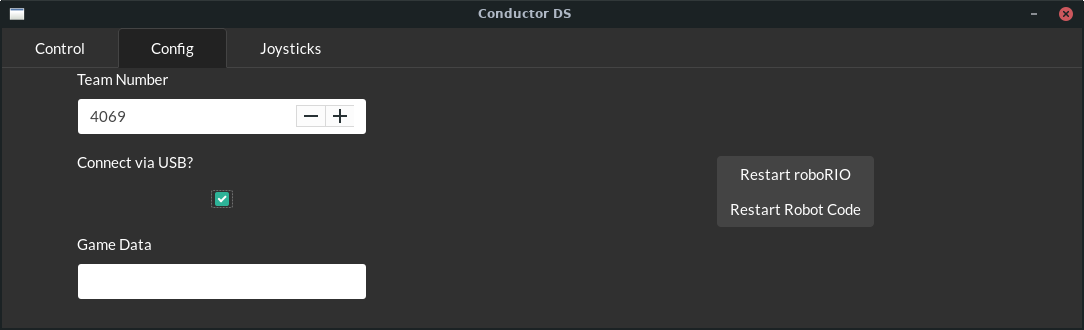 Conductor DS
Control
Config
Joysticks
Team Number
4069
Connect via USB?
Game Data
Restart roboRIO
Restart Robot Code